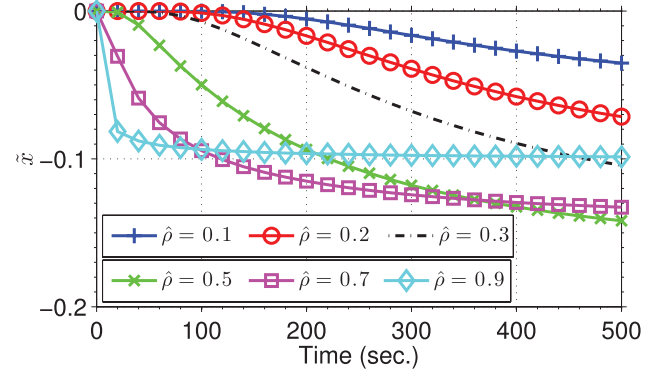 0
x̃
−0.1
ρ̂ = 0.1 ρ̂ = 0.2 ρ̂ = 0.3
ρ̂ = 0.5 ρ̂ = 0.7 ρ̂ = 0.9
−0.2
0 100 200 300 400 500
Time (sec.)